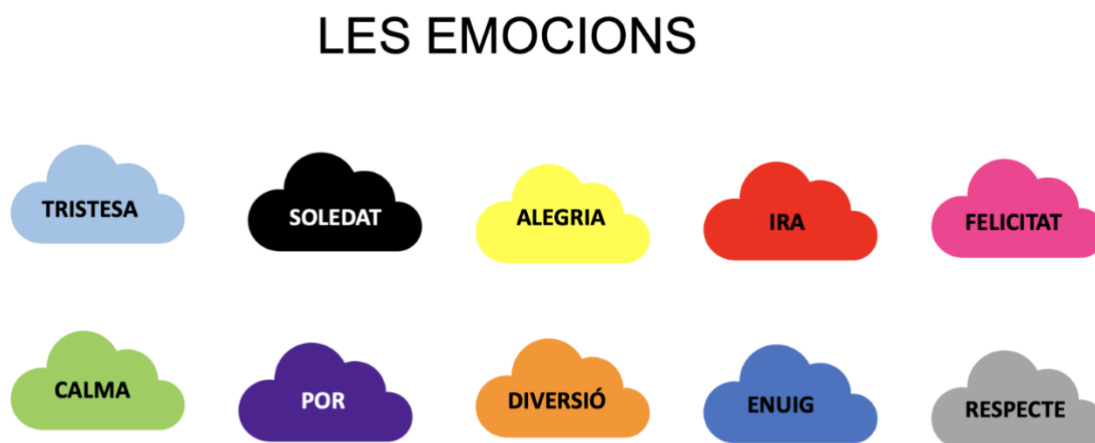 LES EMOCIONS
TRISTESA
SOLEDAT
ALEGRIA
IRA
FELICITAT
CALMA
POR
DIVERSIÓ
ENUIG
RESPECTE